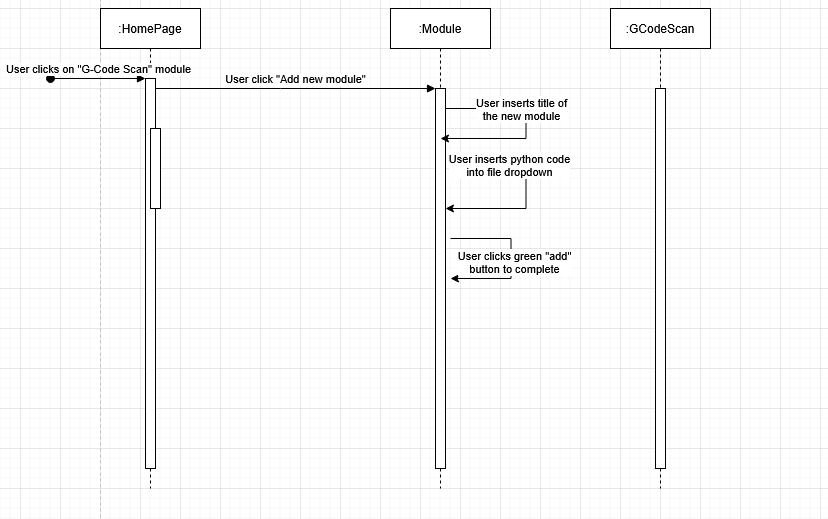 :HomePage
:Module
:GCodeScan
User clicks on "G-Code Scan" module
User click "Add new module"
User inserts title of
the new module
User inserts python code
into file dropdown
User clicks green "add"
button to complete